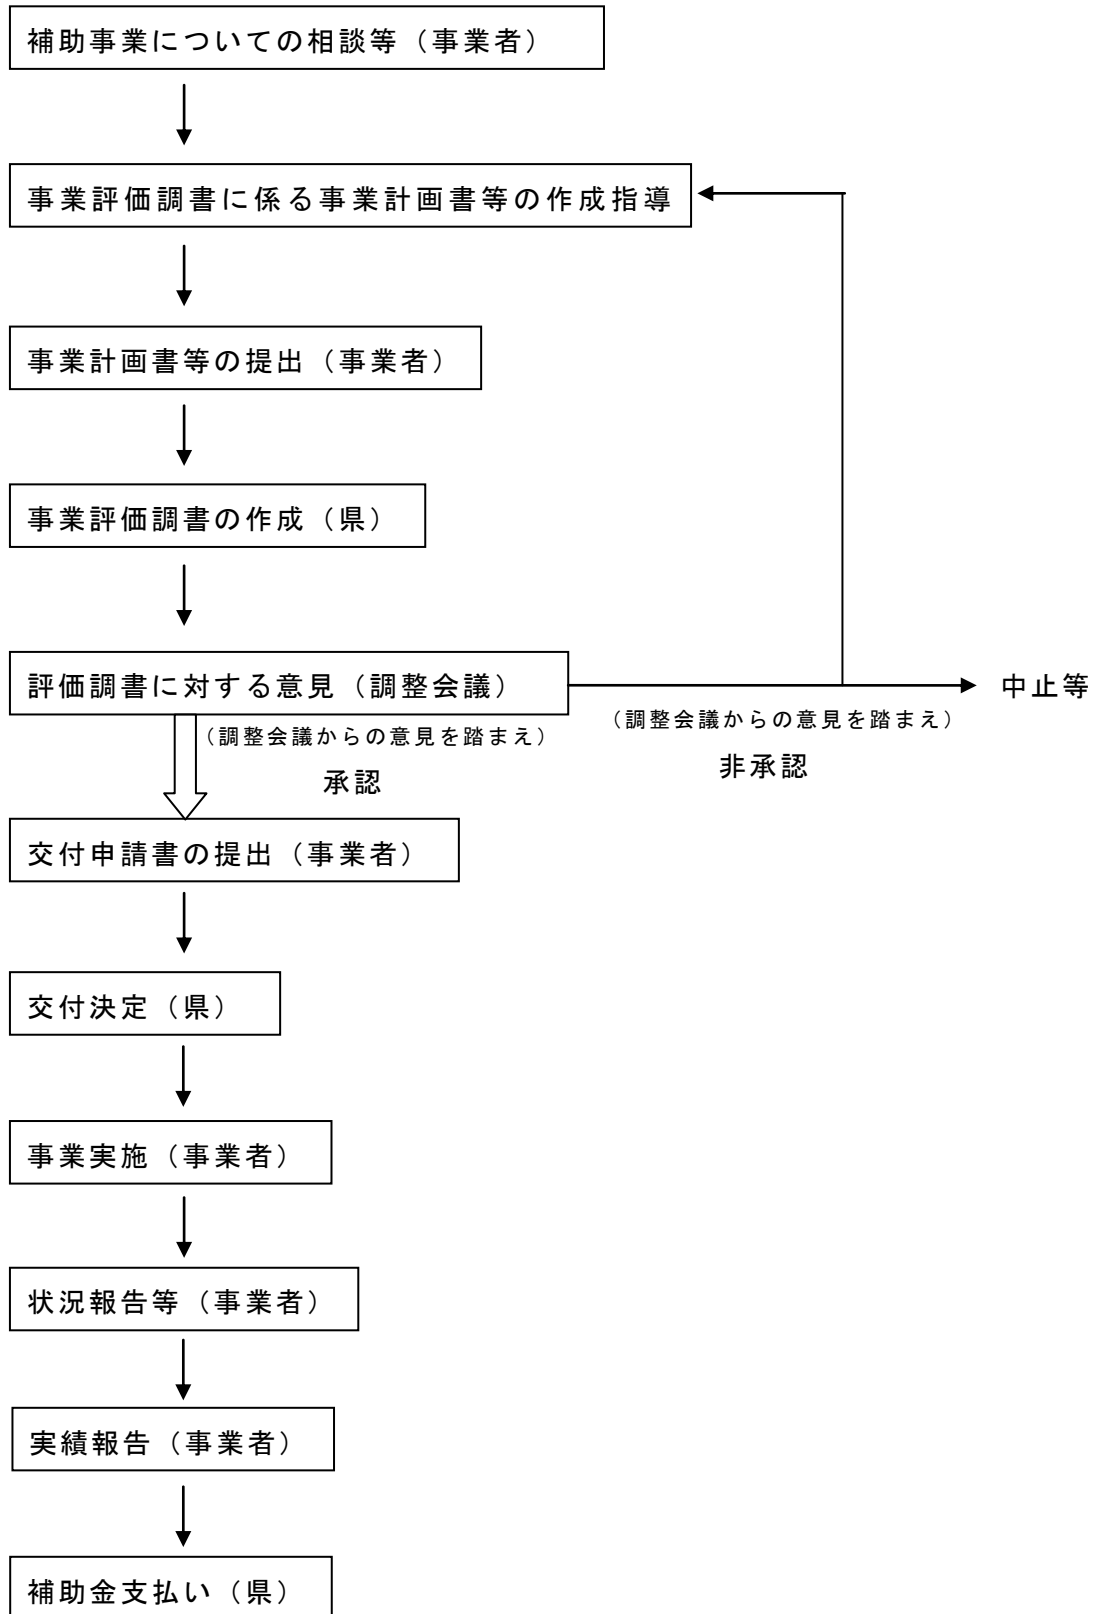 補助事業についての相談等（事業者）
事業評価調書に係る事業計画書等の作成指導
事業計画書等の提出（事業者）
事業評価調書の作成（県）
評価調書に対する意見（調整会議）
中止等
（調整会議からの意見を踏まえ）
非承認
（調整会議からの意見を踏まえ）
承認
交付申請書の提出（事業者）
交付決定（県）
事業実施（事業者）
状況報告等（事業者）
実績報告（事業者）
補助金支払い（県）